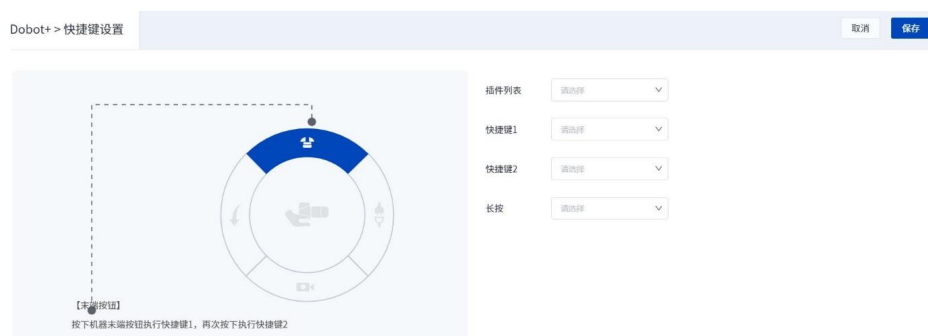 Dobot+ > 快捷键设置
取消
保存
插件列表
请选择
快捷键1
请选择
快捷键2
请选择
长按
请选择
【末端按钮】
按下机器末端按钮执行快捷键1，再次按下执行快捷键2